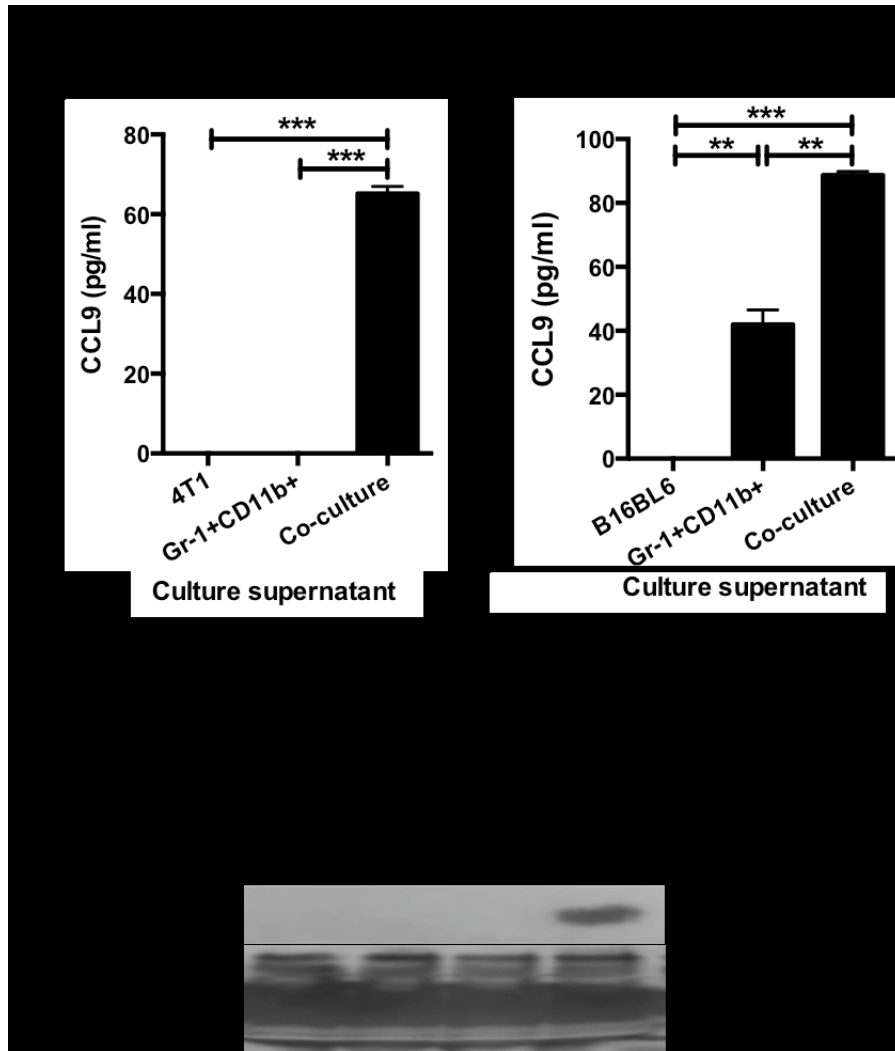 ***
***
80
60
40
20
0
CCL9 (pg/ml)
4T1
Gr-1+CD11b+
Co-culture
Culture supernatant
***
** **
100
80
60
40
20
0
CCL9 (pg/ml)
B16BL6
Gr-1+CD11b+
Co-culture
Culture supernatant